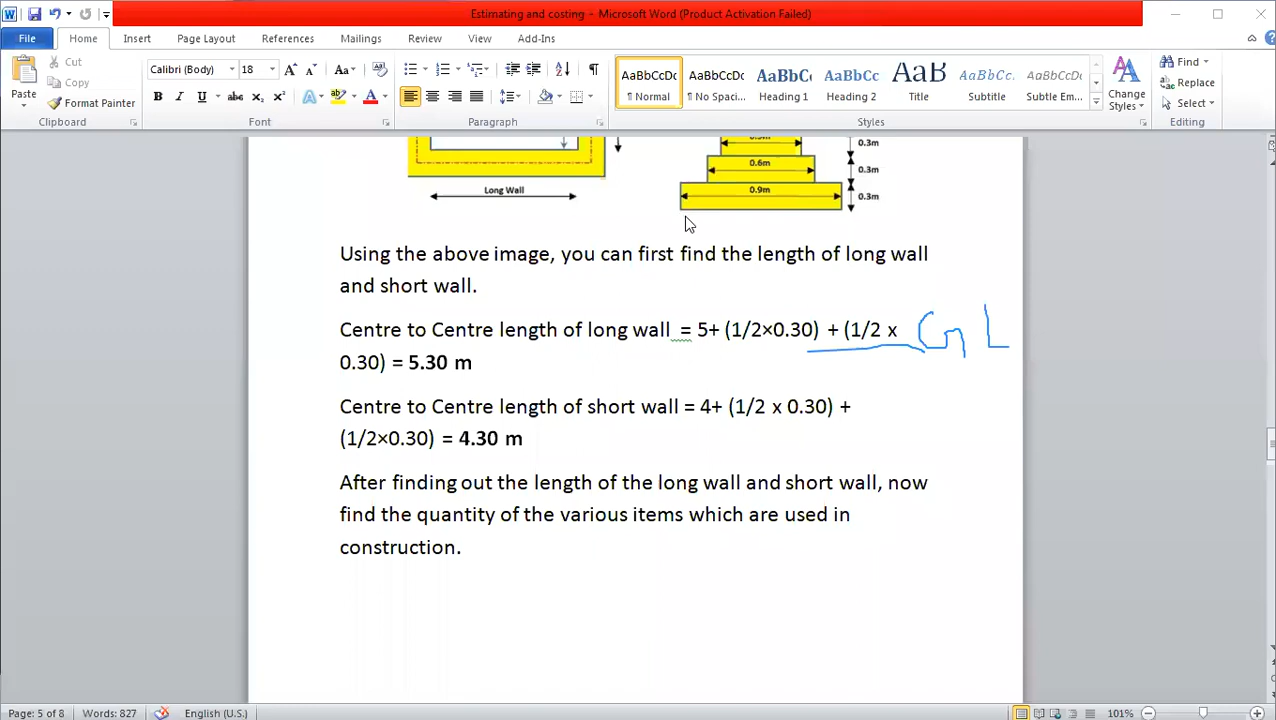 Estimating and costing - Microsoft Word (Product Activation Failed)
File Home Insert Page Layout References Mailings Review View Add-Ins
Paste
Cut
Copy
Format Painter
Clipboard
Calibri (Body) 18
Font
Paragraph
AaBbCcDc AaBbCcDc AaBbC AaBbCc AaB AaBbCcL AaBbCcDc
¶ Normal ¶ No Spaci... Heading 1 Heading 2 Title Subtitle Subtle Em...
Change Styles
Styles
Find
Replace
Select
Editing
0.3m
0.6m
0.3m
Long Wall
0.9m
0.3m
Using the above image, you can first find the length of long wall
and short wall.
Centre to Centre length of long wall = 5+ (1/2×0.30) + (1/2 x
G L
0.30) = 5.30 m
Centre to Centre length of short wall = 4+ (1/2 x 0.30) +
(1/2×0.30) = 4.30 m
After finding out the length of the long wall and short wall, now
find the quantity of the various items which are used in
construction.
Page: 5 of 8 Words: 827 English (U.S.) 101%